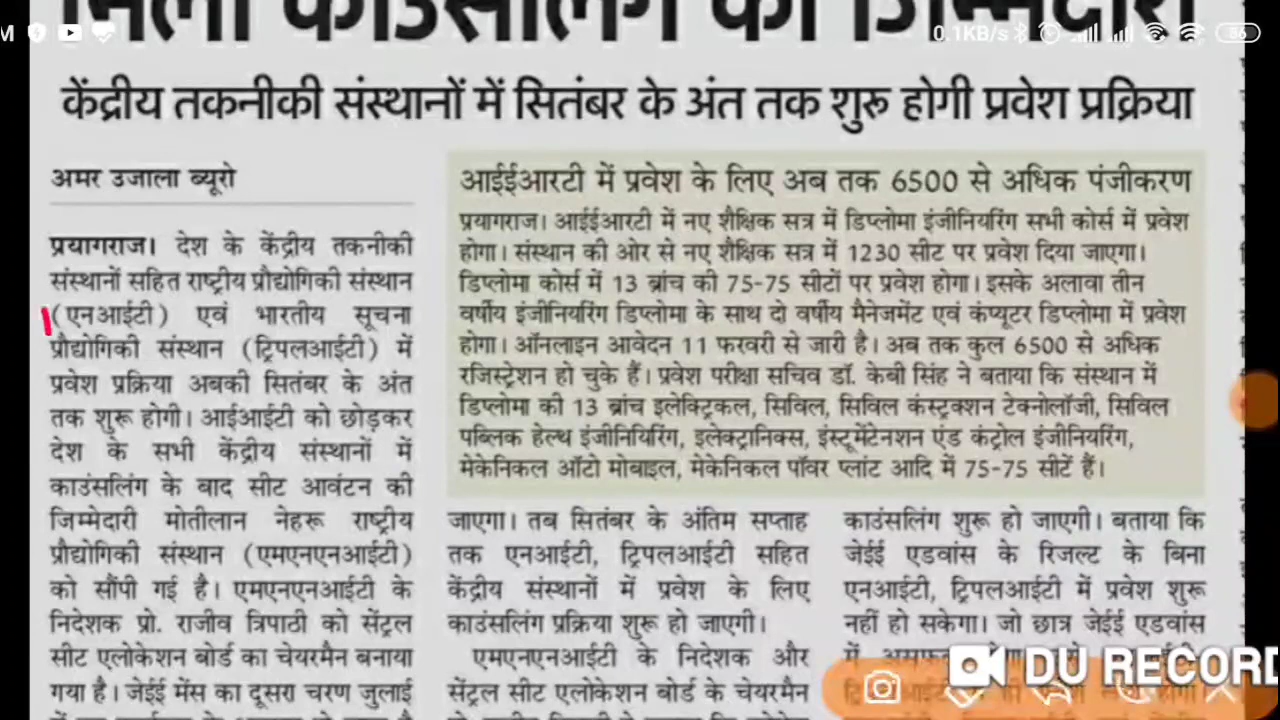 मिली काउंसलिंग की जिम्मेदारी
0.1KB/s
86
केंद्रीय तकनीकी संस्थानों में सितंबर के अंत तक शुरू होगी प्रवेश प्रक्रिया
अमर उजाला ब्यूरो
प्रयागराज। देश के केंद्रीय तकनीकी
संस्थानों सहित राष्ट्रीय प्रौद्योगिकी संस्थान
(एनआईटी) एवं भारतीय सूचना
प्रौद्योगिकी संस्थान (ट्रिपलआईटी) में
प्रवेश प्रक्रिया अबकी सितंबर के अंत
तक शुरू होगी। आईआईटी को छोड़कर
देश के सभी केंद्रीय संस्थानों में
काउंसलिंग के बाद सीट आवंटन की
जिम्मेदारी मोतीलान नेहरू राष्ट्रीय
प्रौद्योगिकी संस्थान (एमएनएनआईटी)
को सौंपी गई है। एमएनएनआईटी के
निदेशक प्रो. राजीव त्रिपाठी को सेंट्रल
सीट एलोकेशन बोर्ड का चेयरमैन बनाया
गया है। जेईई मेंस का दूसरा चरण जुलाई
आईईआरटी में प्रवेश के लिए अब तक 6500 से अधिक पंजीकरण
प्रयागराज। आईईआरटी में नए शैक्षिक सत्र में डिप्लोमा इंजीनियरिंग सभी कोर्स में प्रवेश
होगा। संस्थान की ओर से नए शैक्षिक सत्र में 1230 सीट पर प्रवेश दिया जाएगा।
डिप्लोमा कोर्स में 13 ब्रांच की 75-75 सीटों पर प्रवेश होगा। इसके अलावा तीन
वर्षीय इंजीनियरिंग डिप्लोमा के साथ दो वर्षीय मैनेजमेंट एवं कंप्यूटर डिप्लोमा में प्रवेश
होगा। ऑनलाइन आवेदन 11 फरवरी से जारी है। अब तक कुल 6500 से अधिक
रजिस्ट्रेशन हो चुके हैं। प्रवेश परीक्षा सचिव डॉ. केबी सिंह ने बताया कि संस्थान में
डिप्लोमा की 13 ब्रांच इलेक्ट्रिकल, सिविल, सिविल कंस्ट्रक्शन टेक्नोलॉजी, सिविल
पब्लिक हेल्थ इंजीनियिरिंग, इलेक्ट्रानिक्स, इंस्टूमेंटेनशन एंड कंट्रोल इंजीनियरिंग,
मेकेनिकल ऑटो मोबाइल, मेकेनिकल पॉवर प्लांट आदि में 75-75 सीटें हैं।
जाएगा। तब सितंबर के अंतिम सप्ताह
तक एनआईटी, ट्रिपलआईटी सहित
केंद्रीय संस्थानों में प्रवेश के लिए
काउंसलिंग प्रक्रिया शुरू हो जाएगी।
एमएनएनआईटी के निदेशक और
सेंट्रल सीट एलोकेशन बोर्ड के चेयरमैन
काउंसलिंग शुरू हो जाएगी। बताया कि
जेईई एडवांस के रिजल्ट के बिना
एनआईटी, ट्रिपलआईटी में प्रवेश शुरू
नहीं हो सकेगा। जो छात्र जेईई एडवांस
में
DU RECORD